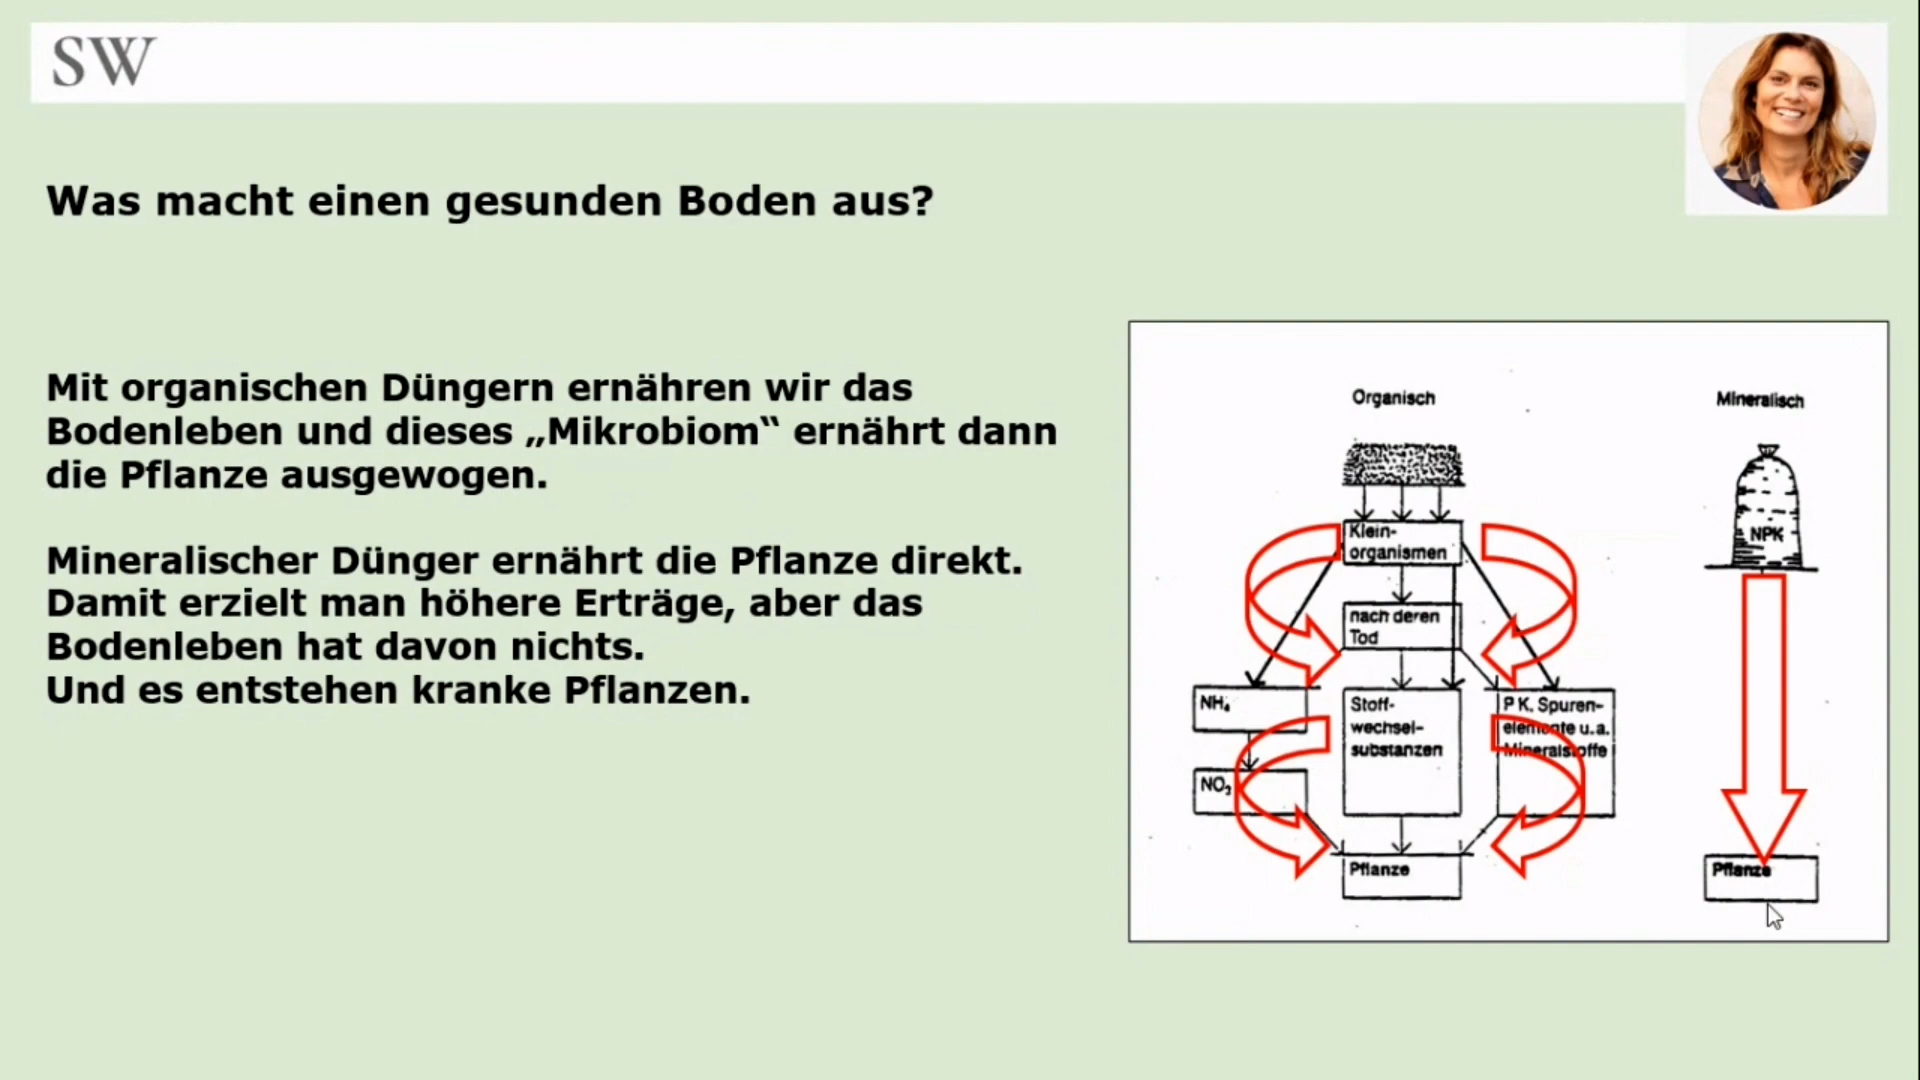 SW
Was macht einen gesunden Boden aus?
Mit organischen Düngern ernähren wir das
Bodenleben und dieses „Mikrobiom“ ernährt dann
die Pflanze ausgewogen.
Mineralischer Dünger ernährt die Pflanze direkt.
Damit erzielt man höhere Erträge, aber das
Bodenleben hat davon nichts.
Und es entstehen kranke Pflanzen.
Organisch
Klein-
organismen
nach deren
Tod
NH₄
NO₃
Stoff-
wechsel-
substanzen
P K, Spuren-
elemente u.a.
Mineralstoffe
Pflanze
Mineralisch
NPK
Pflanze